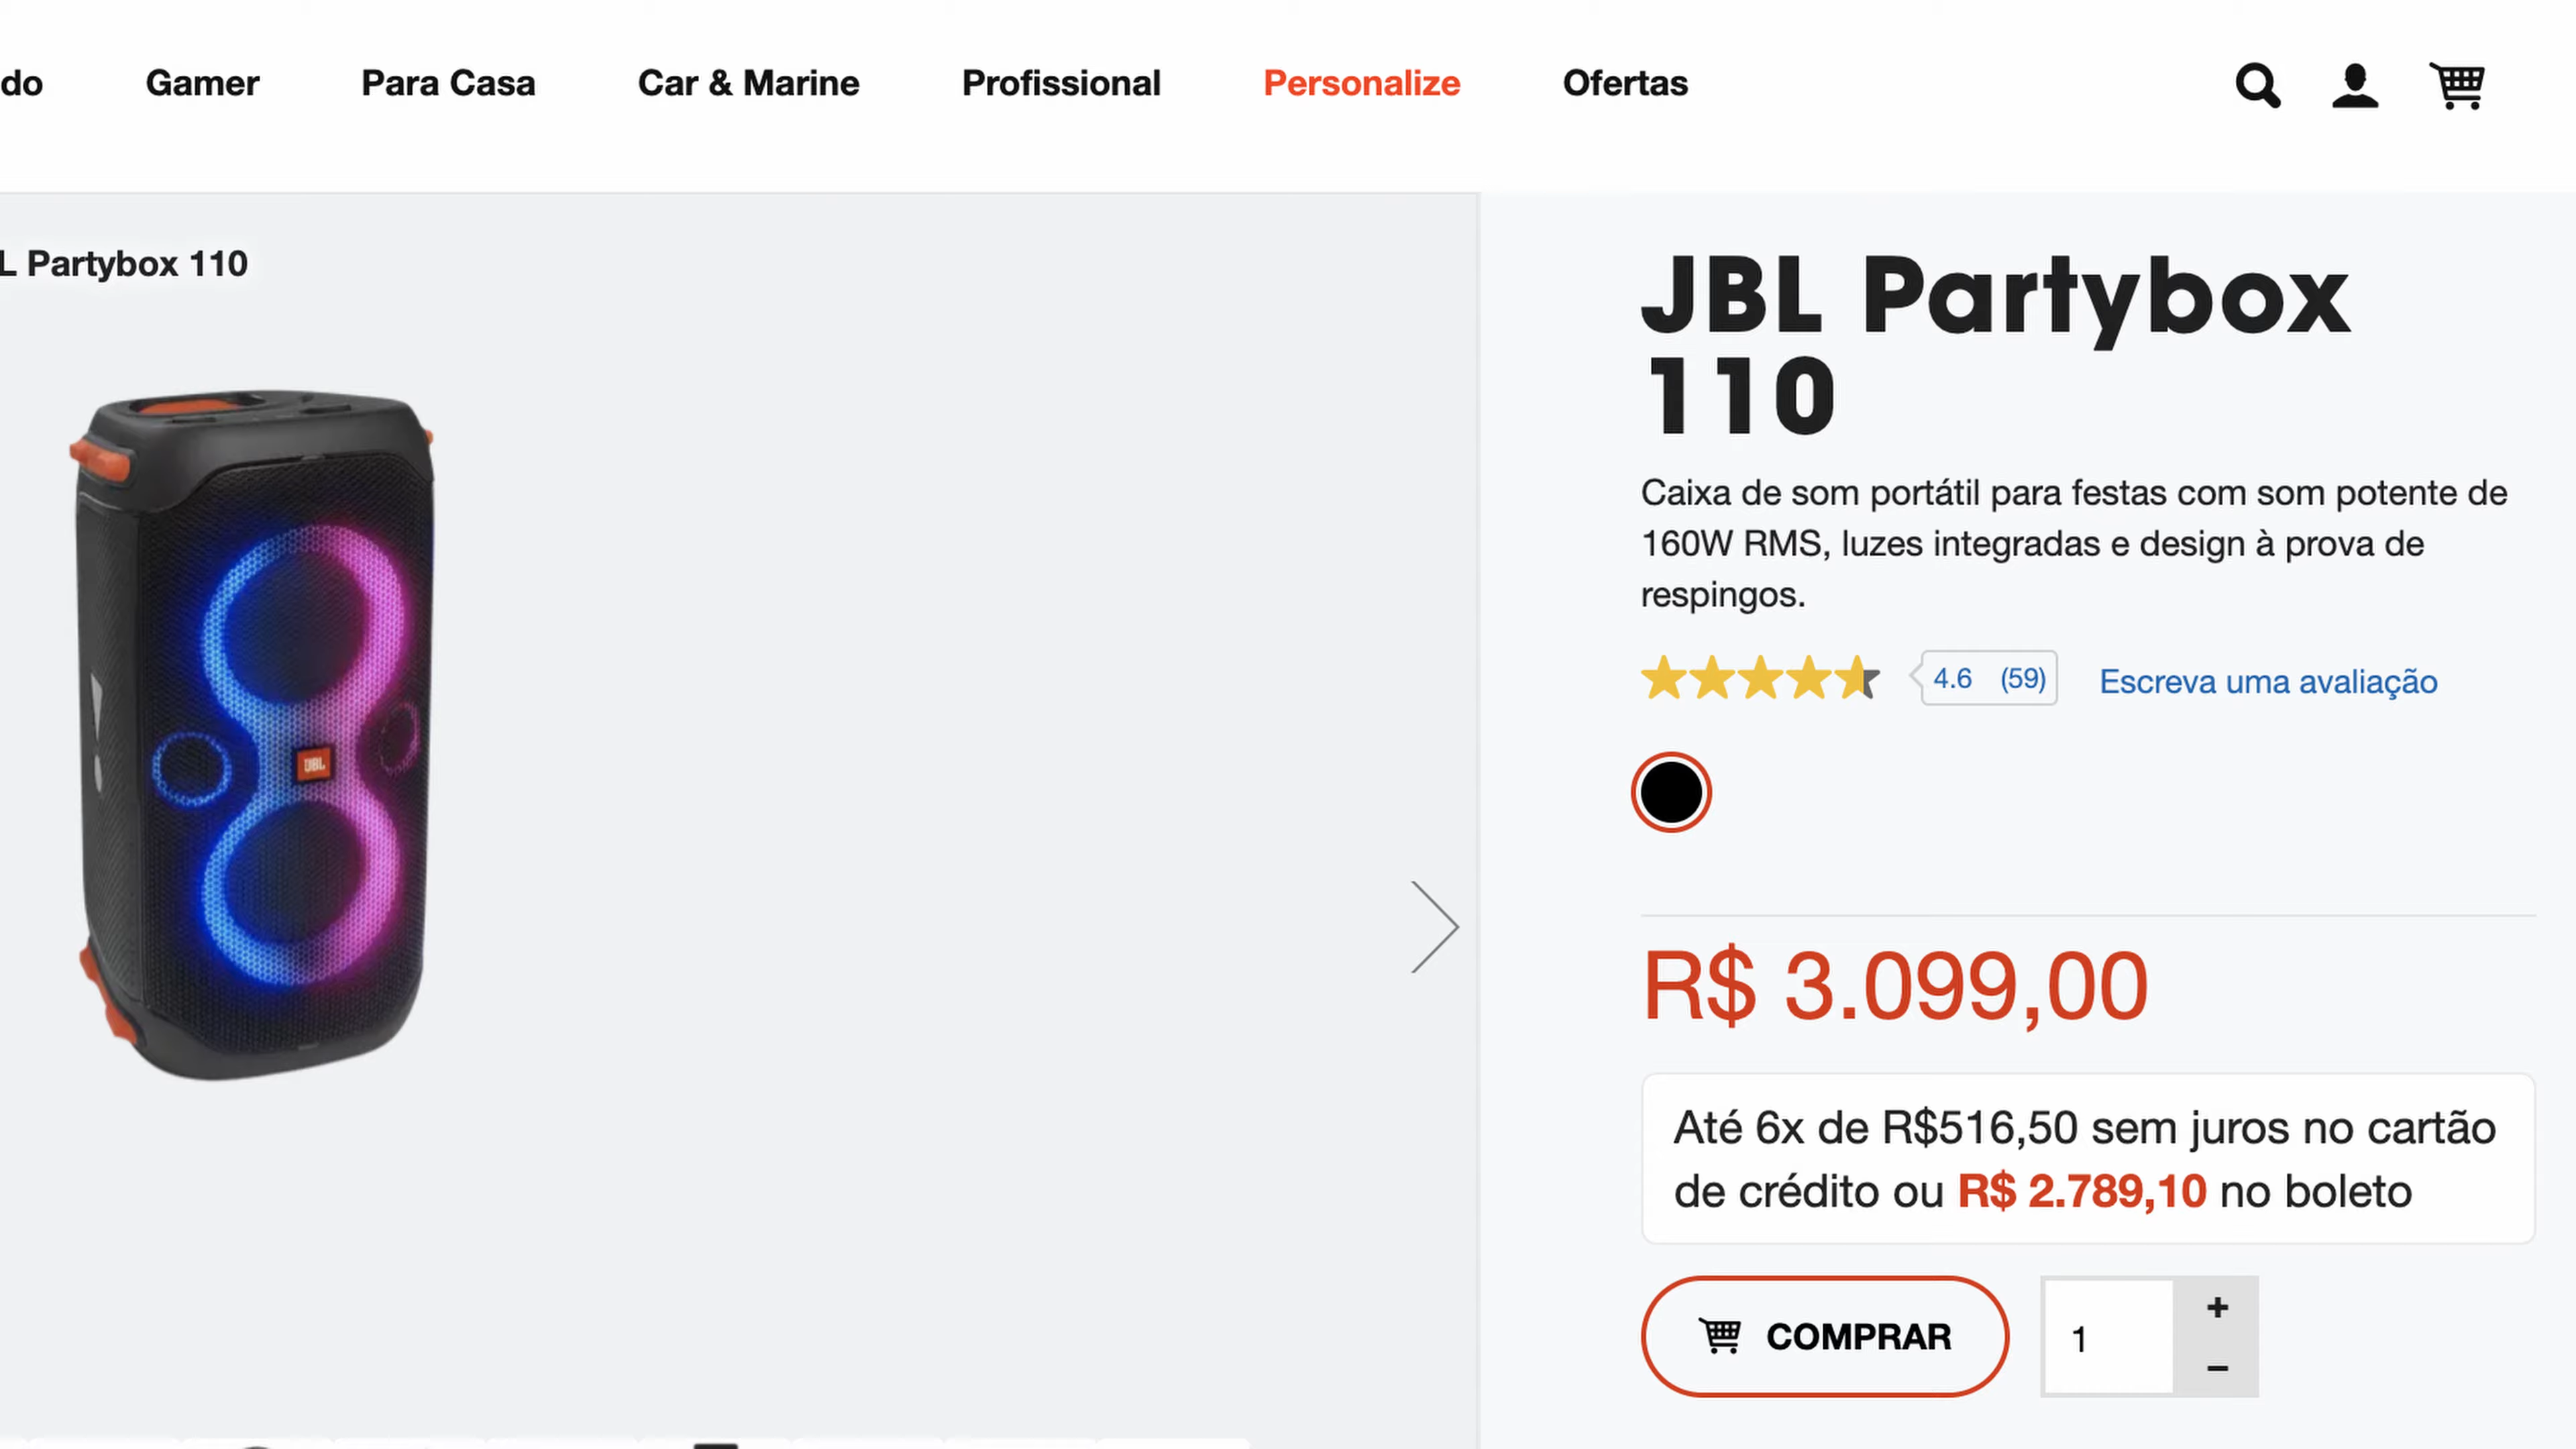 do Gamer Para Casa Car & Marine Profissional Personalize Ofertas
L Partybox 110
JBL
JBL Partybox
110
Caixa de som portátil para festas com som potente de
160W RMS, luzes integradas e design à prova de
respingos.
4.6 (59) Escreva uma avaliação
R$ 3.099,00
Até 6x de R$516,50 sem juros no cartão
de crédito ou R$ 2.789,10 no boleto
COMPRAR 1 + −